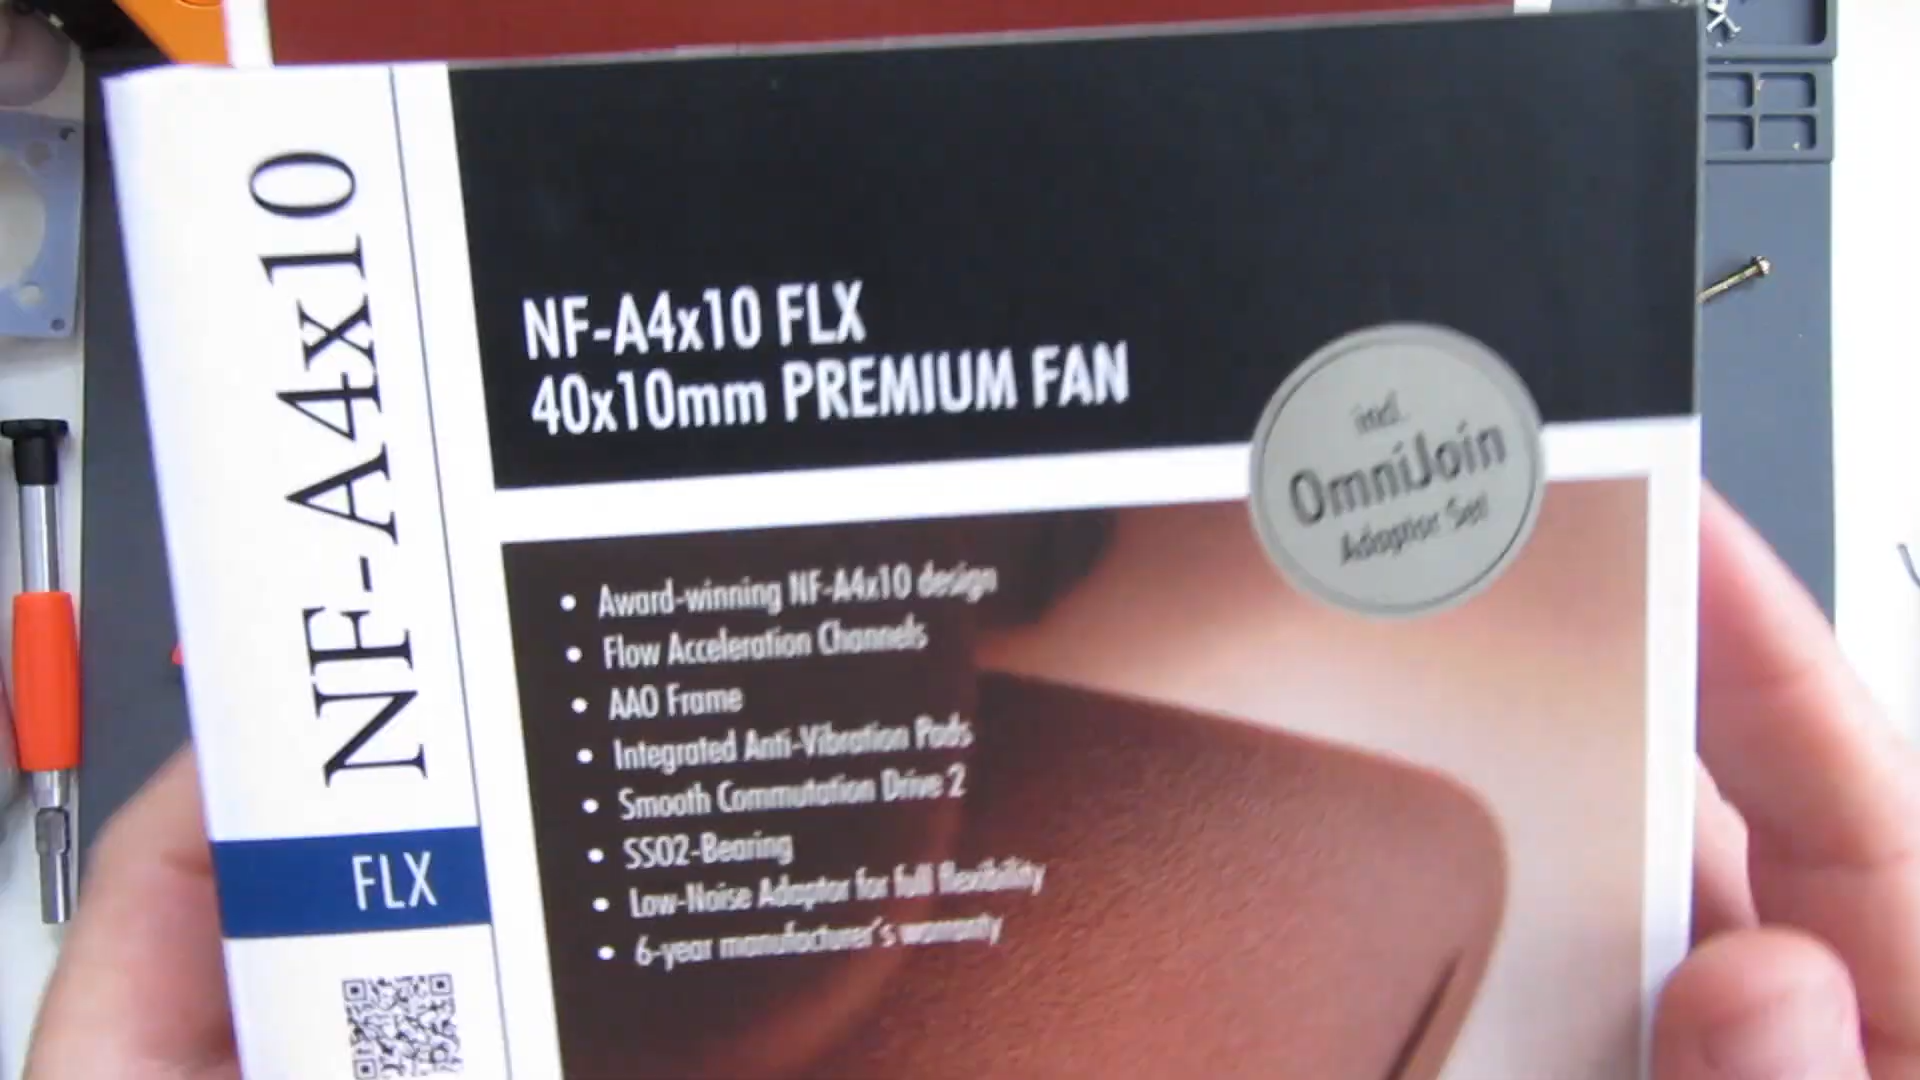 NF-A4x10
FLX
NF-A4x10 FLX
40x10mm PREMIUM FAN
incl.
OmniJoin
Adaptor Set
• Award-winning NF-A4x10 design
• Flow Acceleration Channels
• AAO Frame
• Integrated Anti-Vibration Pads
• Smooth Commutation Drive 2
• SSO2-Bearing
• Low-Noise Adaptor for full flexibility
• 6-year manufacturer's warranty